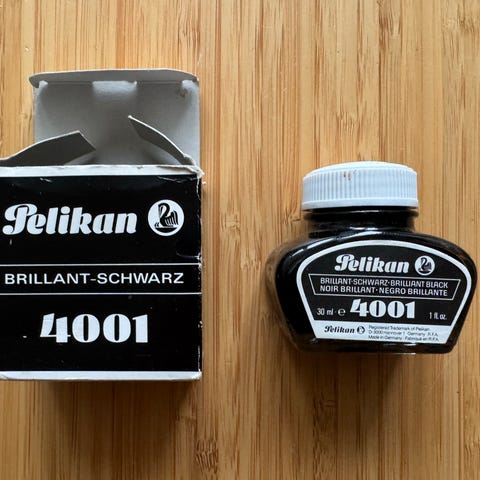 Pelikan
BRILLANT-SCHWARZ
4001
Pelikan
BRILLANT-SCHWARZ·BRILLIANT BLACK
NOIR BRILLANT·NEGRO BRILLANTE
30 ml · e 4001 1 fl. oz.
Pelikan Registered Trademark of Pelikan
D-3000 Hannover 1 · Germany · R.F.A.
Made in Germany · Fabriqué en R.F.A.